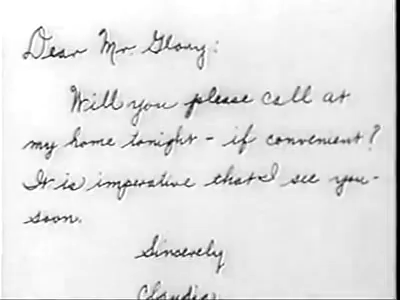 Dear Mr. Glory:
Will you please call at
my home tonight - if convenient?
It is imperative that I see you -
soon.
Sincerely